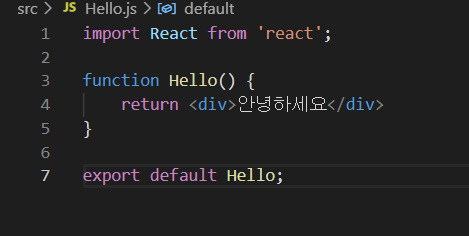 src > JS Hello.js > default
1 import React from 'react';
2
3 function Hello() {
4     return <div>안녕하세요</div>
5 }
6
7 export default Hello;